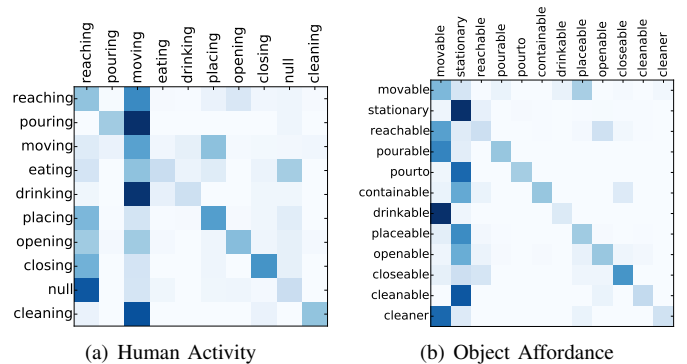 reaching
pouring
moving
eating
drinking
placing
opening
closing
null
cleaning
reaching
pouring
moving
eating
drinking
placing
opening
closing
null
cleaning
(a) Human Activity
movable
stationary
reachable
pourable
pourto
containable
drinkable
placeable
openable
closeable
cleanable
cleaner
movable
stationary
reachable
pourable
pourto
containable
drinkable
placeable
openable
closeable
cleanable
cleaner
(b) Object Affordance